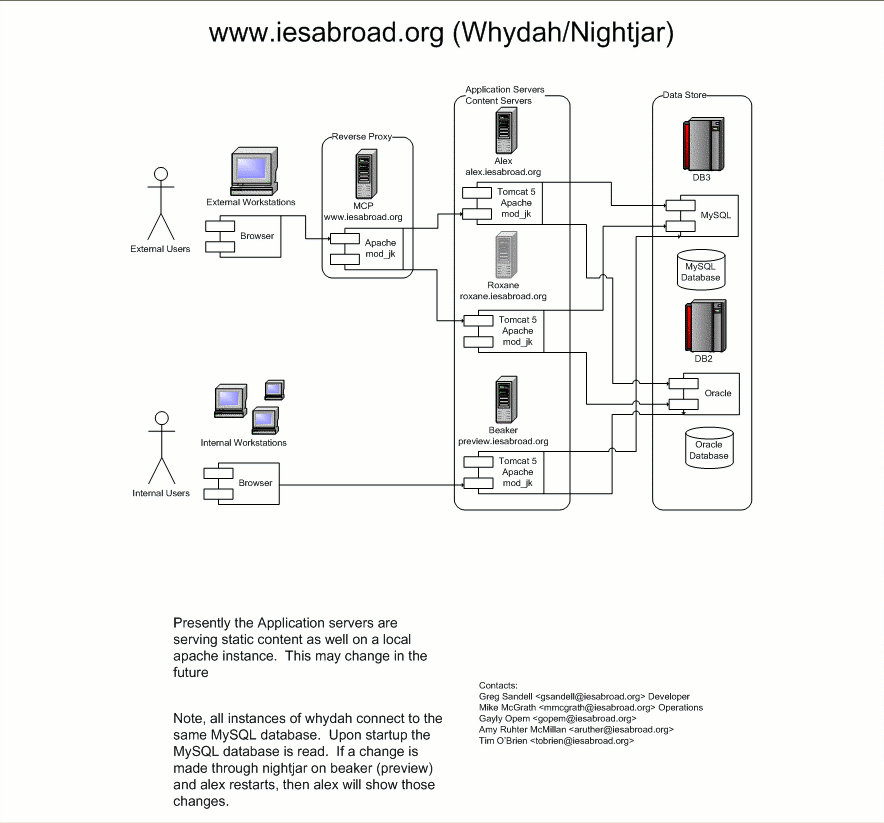 www.iesabroad.org (Whydah/Nightjar)
Application Servers
Content Servers
Data Store
Reverse Proxy
Alex
alex.iesabroad.org
DB3
External Workstations
MCP
www.iesabroad.org
Tomcat 5
Apache
mod_jk
MySQL
External Users
Browser
Apache
mod_jk
MySQL
Database
Roxane
roxane.iesabroad.org
Tomcat 5
Apache
mod_jk
DB2
Oracle
Internal Workstations
Beaker
preview.iesabroad.org
Oracle
Database
Internal Users
Browser
Tomcat 5
Apache
mod_jk
Presently the Application servers are
serving static content as well on a local
apache instance.  This may change in the
future
Note, all instances of whydah connect to the
same MySQL database.  Upon startup the
MySQL database is read.  If a change is
made through nightjar on beaker (preview)
and alex restarts, then alex will show those
changes.
Contacts:
Greg Sandell <gsandell@iesabroad.org> Developer
Mike McGrath <mmcgrath@iesabroad.org> Operations
Gayly Opem <gopem@iesabroad.org>
Amy Ruhter McMillan <aruther@iesabroad.org>
Tim O'Brien <tobrien@iesabroad.org>